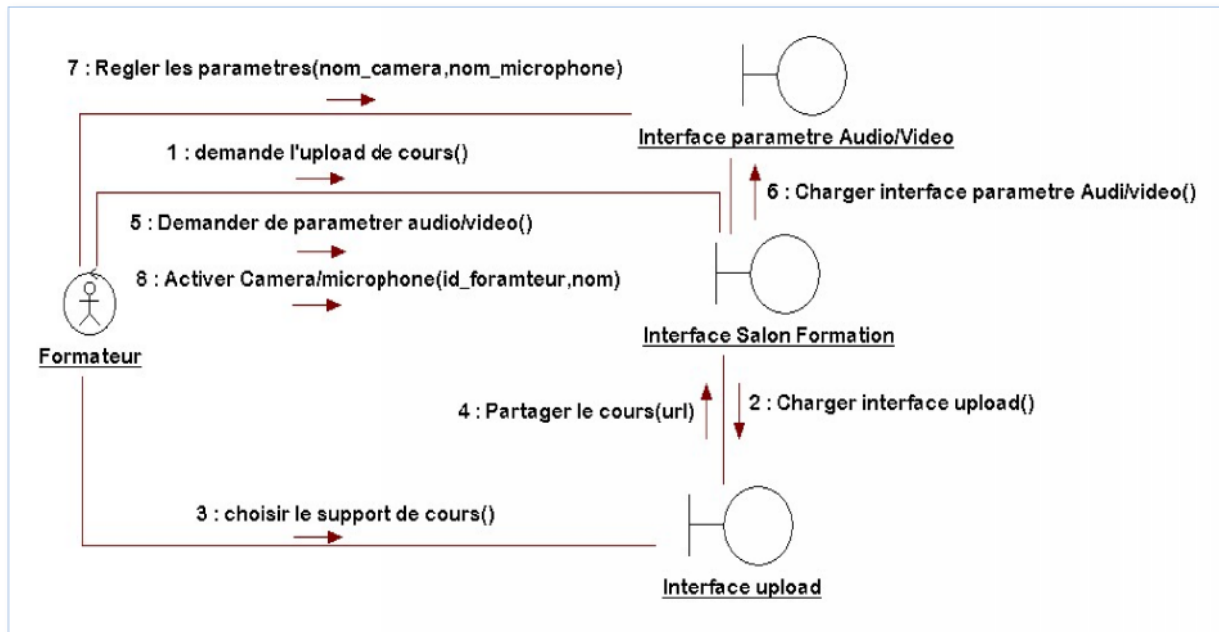 7 : Regler les parametres(nom_camera,nom_microphone)
Interface parametre Audio/Video
1 : demande l'upload de cours()
6 : Charger interface parametre Audi/video()
5 : Demander de parametrer audio/video()
8 : Activer Camera/microphone(id_foramteur,nom)
Formateur
Interface Salon Formation
4 : Partager le cours(url)
2 : Charger interface upload()
3 : choisir le support de cours()
Interface upload